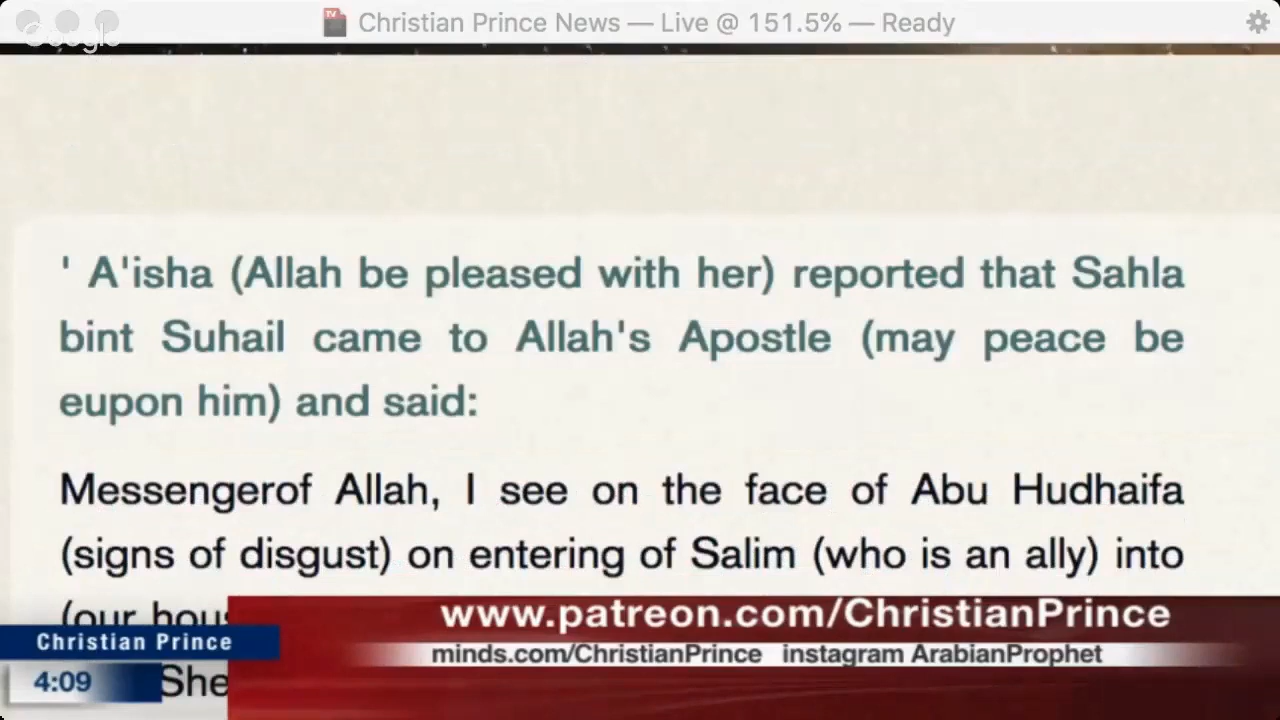 Christian Prince News — Live @ 151.5% — Ready
Google
' A'isha (Allah be pleased with her) reported that Sahla
bint Suhail came to Allah's Apostle (may peace be
eupon him) and said:
Messengerof Allah, I see on the face of Abu Hudhaifa
(signs of disgust) on entering of Salim (who is an ally) into
(our
www.patreon.com/ChristianPrince
Christian Prince
minds.com/ChristianPrince instagram ArabianProphet
4:09
She